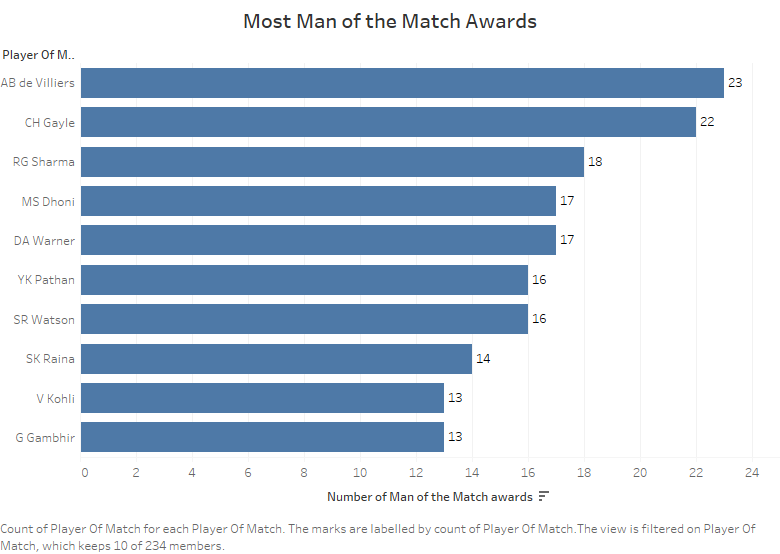 Most Man of the Match Awards
Player Of M..
AB de Villiers 23
CH Gayle 22
RG Sharma 18
MS Dhoni 17
DA Warner 17
YK Pathan 16
SR Watson 16
SK Raina 14
V Kohli 13
G Gambhir 13
0 2 4 6 8 10 12 14 16 18 20 22 24
Number of Man of the Match awards
Count of Player Of Match for each Player Of Match. The marks are labelled by count of Player Of Match.The view is filtered on Player Of
Match, which keeps 10 of 234 members.